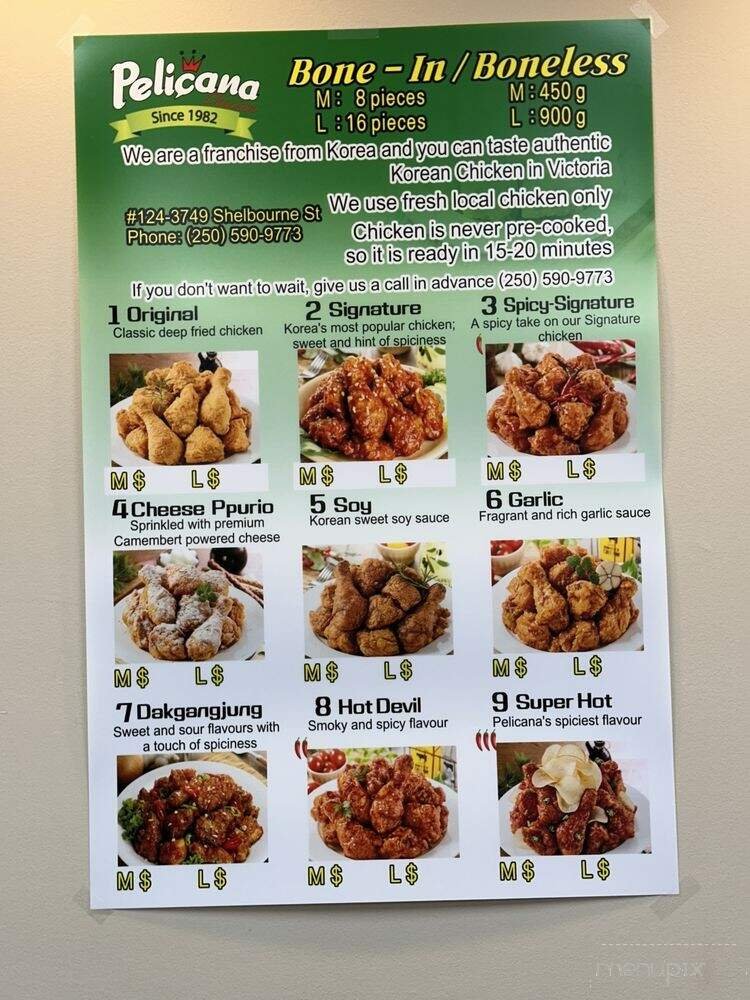 Pelicana
Since 1982
Bone - In / Boneless
M : 8 pieces M : 450 g
L : 16 pieces L : 900 g
We are a franchise from Korea and you can taste authentic
Korean Chicken in Victoria
We use fresh local chicken only
#124-3749 Shelbourne St
Phone: (250) 590-9773
Chicken is never pre-cooked,
so it is ready in 15-20 minutes
If you don't want to wait, give us a call in advance (250) 590-9773
1 Original
Classic deep fried chicken
M $ L $
2 Signature
Korea's most popular chicken;
sweet and hint of spiciness
M $ L $
3 Spicy-Signature
A spicy take on our Signature
chicken
M $ L $
4 Cheese Ppurio
Sprinkled with premium
Camembert powered cheese
M $ L $
5 Soy
Korean sweet soy sauce
M $ L $
6 Garlic
Fragrant and rich garlic sauce
M $ L $
7 Dakgangjung
Sweet and sour flavours with
a touch of spiciness
M $ L $
8 Hot Devil
Smoky and spicy flavour
M $ L $
9 Super Hot
Pelicana's spiciest flavour
M $ L $
menupix